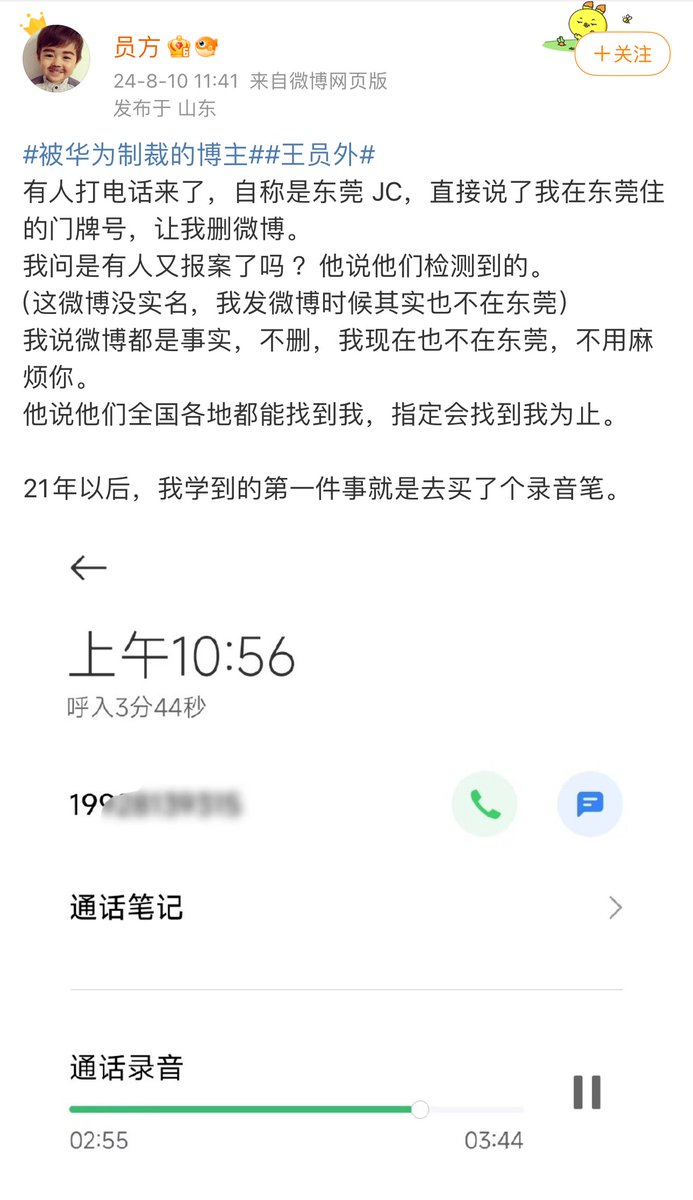 员方
＋关注
24-8-10 11:41 来自微博网页版
发布于 山东
#被华为制裁的博主##王员外#
有人打电话来了，自称是东莞 JC，直接说了我在东莞住
的门牌号，让我删微博。
我问是有人又报案了吗？他说他们检测到的。
(这微博没实名，我发微博时候其实也不在东莞)
我说微博都是事实，不删，我现在也不在东莞，不用麻
烦你。
他说他们全国各地都能找到我，指定会找到我为止。
21年以后，我学到的第一件事就是去买了个录音笔。
上午10:56
呼入3分44秒
199
通话笔记
通话录音
02:55
03:44